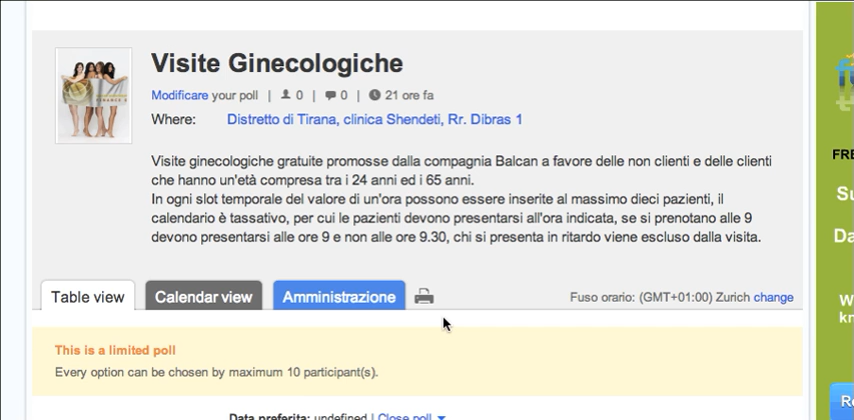 Visite Ginecologiche
Modificare your poll | 0 | 0 | 21 ore fa
Where: Distretto di Tirana, clinica Shendeti, Rr. Dibras 1
Visite ginecologiche gratuite promosse dalla compagnia Balcan a favore delle non clienti e delle clienti
che hanno un'età compresa tra i 24 anni ed i 65 anni.
In ogni slot temporale del valore di un'ora possono essere inserite al massimo dieci pazienti, il
calendario è tassativo, per cui le pazienti devono presentarsi all'ora indicata, se si prenotano alle 9
devono presentarsi alle ore 9 e non alle ore 9.30, chi si presenta in ritardo viene escluso dalla visita.
Table view Calendar view Amministrazione Fuso orario: (GMT+01:00) Zurich change
This is a limited poll
Every option can be chosen by maximum 10 participant(s).
Data preferita: undefined | Close poll